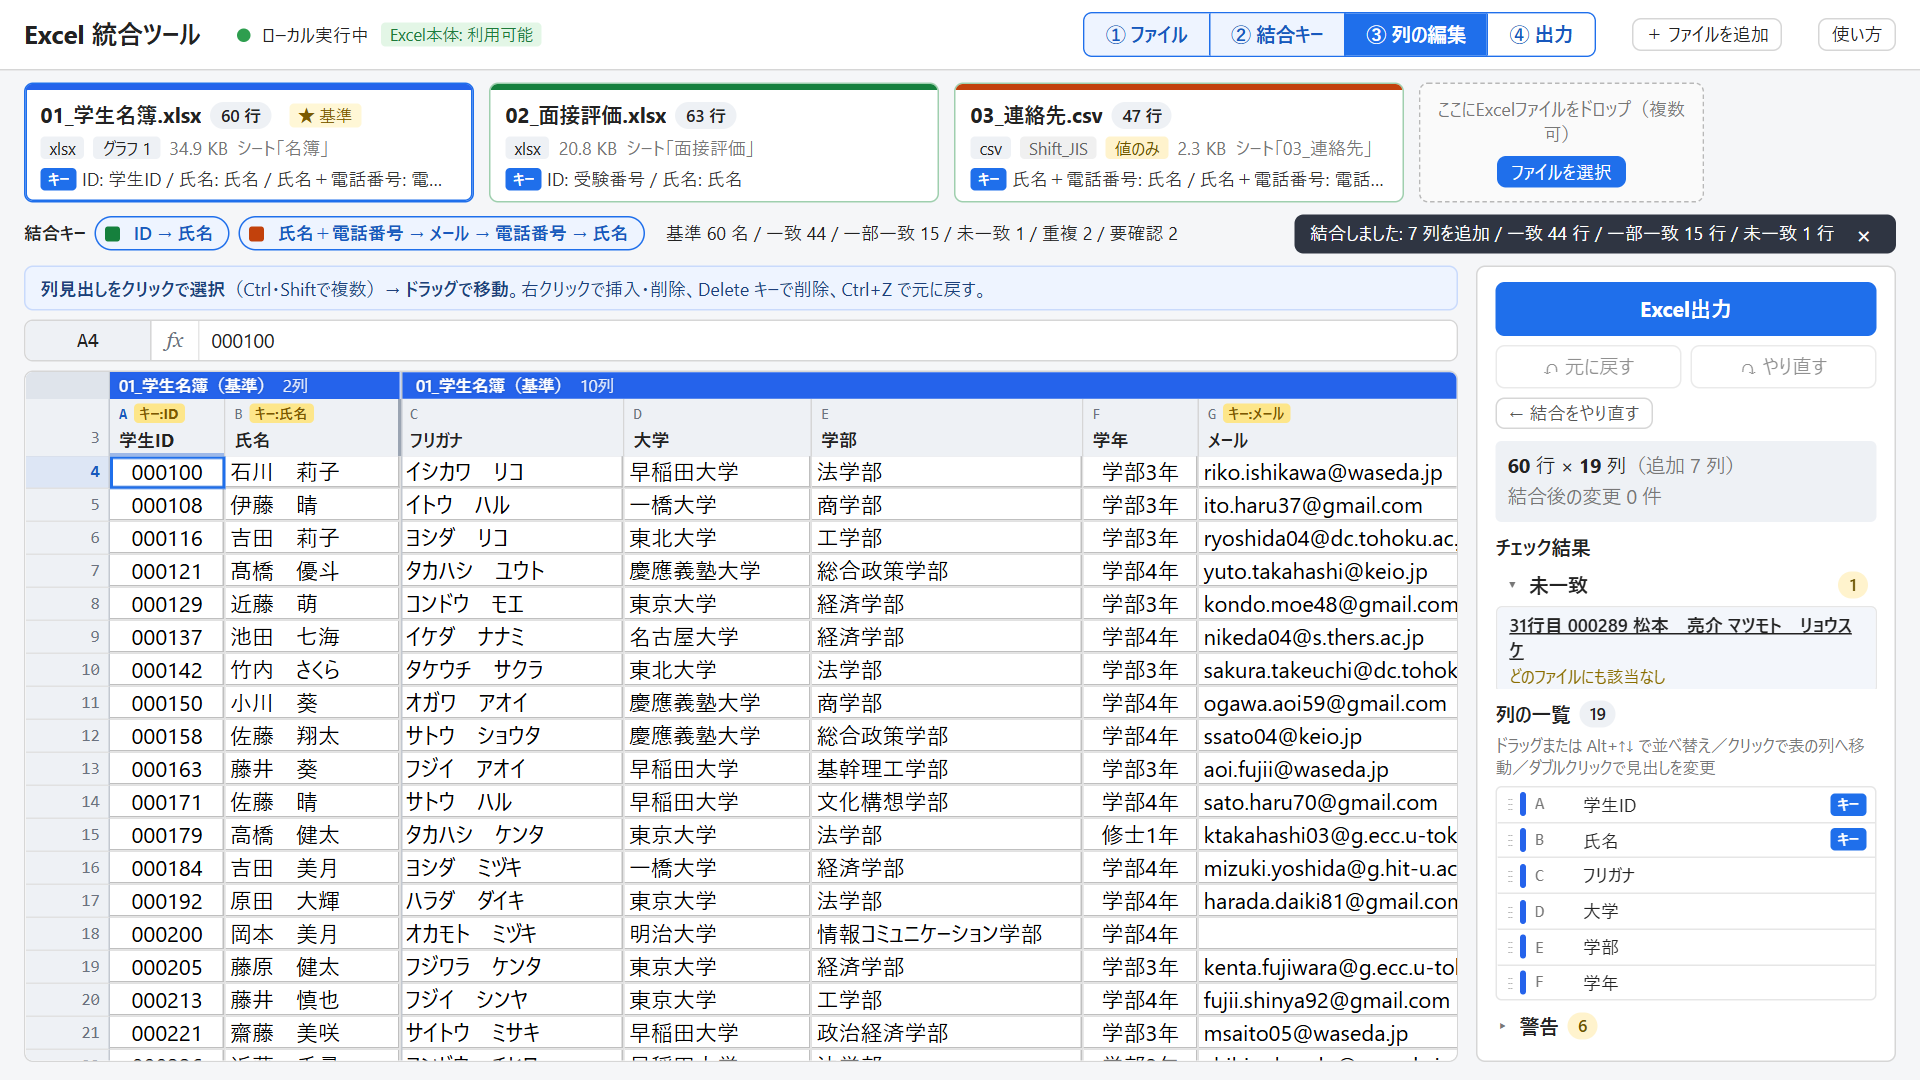 Excel 統合ツール
ローカル実行中
Excel本体: 利用可能
① ファイル
② 結合キー
③ 列の編集
④ 出力
＋ ファイルを追加
使い方
01_学生名簿.xlsx 60 行 ★ 基準
xlsx グラフ 1 34.9 KB シート「名簿」
キー ID: 学生ID / 氏名: 氏名 / 氏名＋電話番号: 電...
02_面接評価.xlsx 63 行
xlsx 20.8 KB シート「面接評価」
キー ID: 受験番号 / 氏名: 氏名
03_連絡先.csv 47 行
csv Shift_JIS 値のみ 2.3 KB シート「03_連絡先」
キー 氏名＋電話番号: 氏名 / 氏名＋電話番号: 電話...
ここにExcelファイルをドロップ（複数
可）
ファイルを選択
結合キー ID → 氏名 氏名＋電話番号 → メール → 電話番号 → 氏名 基準 60 名 / 一致 44 / 一部一致 15 / 未一致 1 / 重複 2 / 要確認 2
結合しました: 7 列を追加 / 一致 44 行 / 一部一致 15 行 / 未一致 1 行 ×
列見出しをクリックで選択（Ctrl・Shiftで複数）→ ドラッグで移動。右クリックで挿入・削除、Delete キーで削除、Ctrl+Z で元に戻す。
A4 fx 000100
01_学生名簿（基準） 2列 01_学生名簿（基準） 10列
A キー:ID B キー:氏名 C D E F G キー:メール
3 学生ID 氏名 フリガナ 大学 学部 学年 メール
4 000100 石川　莉子 イシカワ　リコ 早稲田大学 法学部 学部3年 riko.ishikawa@waseda.jp
5 000108 伊藤　晴 イトウ　ハル 一橋大学 商学部 学部3年 ito.haru37@gmail.com
6 000116 吉田　莉子 ヨシダ　リコ 東北大学 工学部 学部3年 ryoshida04@dc.tohoku.ac.
7 000121 髙橋　優斗 タカハシ　ユウト 慶應義塾大学 総合政策学部 学部4年 yuto.takahashi@keio.jp
8 000129 近藤　萌 コンドウ　モエ 東京大学 経済学部 学部3年 kondo.moe48@gmail.com
9 000137 池田　七海 イケダ　ナナミ 名古屋大学 経済学部 学部4年 nikeda04@s.thers.ac.jp
10 000142 竹内　さくら タケウチ　サクラ 東北大学 法学部 学部3年 sakura.takeuchi@dc.tohok
11 000150 小川　葵 オガワ　アオイ 慶應義塾大学 商学部 学部4年 ogawa.aoi59@gmail.com
12 000158 佐藤　翔太 サトウ　ショウタ 慶應義塾大学 総合政策学部 学部4年 ssato04@keio.jp
13 000163 藤井　葵 フジイ　アオイ 早稲田大学 基幹理工学部 学部3年 aoi.fujii@waseda.jp
14 000171 佐藤　晴 サトウ　ハル 早稲田大学 文化構想学部 学部4年 sato.haru70@gmail.com
15 000179 高橋　健太 タカハシ　ケンタ 東京大学 法学部 修士1年 ktakahashi03@g.ecc.u-tok
16 000184 吉田　美月 ヨシダ　ミヅキ 一橋大学 経済学部 学部4年 mizuki.yoshida@g.hit-u.ac
17 000192 原田　大輝 ハラダ　ダイキ 東京大学 法学部 学部4年 harada.daiki81@gmail.com
18 000200 岡本　美月 オカモト　ミヅキ 明治大学 情報コミュニケーション学部 学部4年
19 000205 藤原　健太 フジワラ　ケンタ 東京大学 経済学部 学部3年 kenta.fujiwara@g.ecc.u-tol
20 000213 藤井　慎也 フジイ　シンヤ 東京大学 工学部 学部4年 fujii.shinya92@gmail.com
21 000221 齋藤　美咲 サイトウ　ミサキ 早稲田大学 政治経済学部 学部3年 msaito05@waseda.jp
Excel出力
元に戻す やり直す
← 結合をやり直す
60 行 × 19 列（追加 7 列）
結合後の変更 0 件
チェック結果
未一致 1
31行目 000289 松本　亮介 マツモト　リョウス
ケ
どのファイルにも該当なし
列の一覧 19
ドラッグまたは Alt+↑↓ で並べ替え／クリックで表の列へ移
動／ダブルクリックで見出しを変更
A 学生ID キー
B 氏名 キー
C フリガナ
D 大学
E 学部
F 学年
警告 6